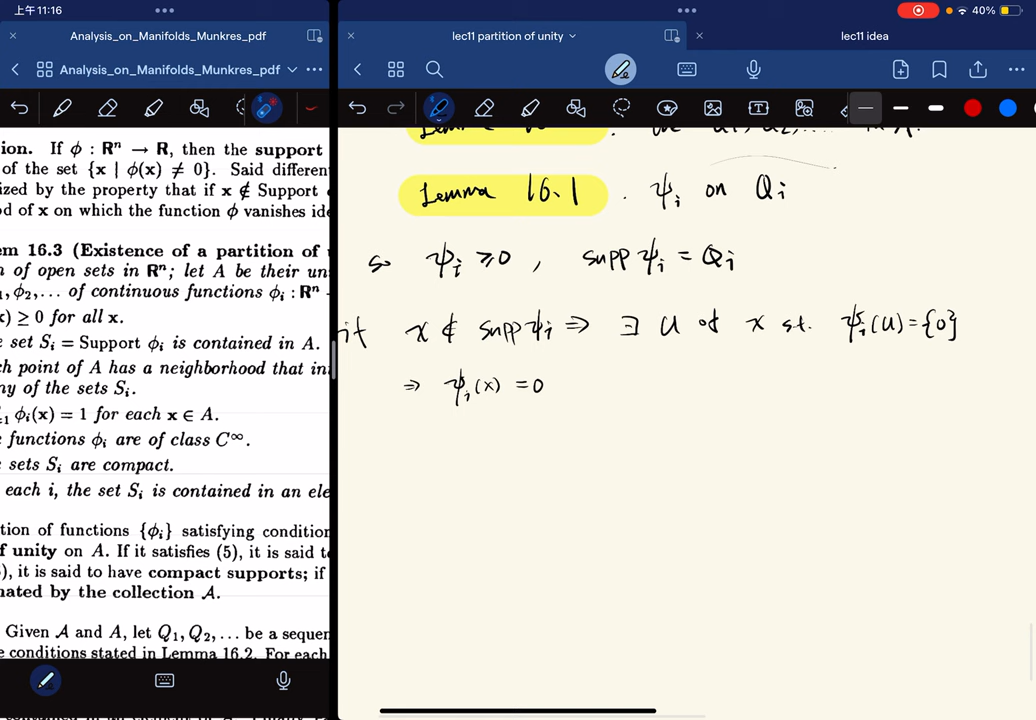 上午11:16
40%
Analysis_on_Manifolds_Munkres_pdf
Analysis_on_Manifolds_Munkres_pdf
ion. If ϕ : Rⁿ → R, then the support
of the set {x | ϕ(x) ≠ 0}. Said differen
ized by the property that if x ∉ Support
od of x on which the function ϕ vanishes ide
em 16.3 (Existence of a partition of
n of open sets in Rⁿ; let A be their un
₁, ϕ₂, … of continuous functions ϕᵢ : Rⁿ
x) ≥ 0 for all x.
e set Sᵢ = Support ϕᵢ is contained in A.
ch point of A has a neighborhood that in
ny of the sets Sᵢ.
₌₁ ϕᵢ(x) = 1 for each x ∈ A.
e functions ϕᵢ are of class C∞.
e sets Sᵢ are compact.
each i, the set Sᵢ is contained in an ele
tion of functions {ϕᵢ} satisfying condition
f unity on A. If it satisfies (5), it is said t
), it is said to have compact supports; if
nated by the collection A.
Given A and A, let Q₁, Q₂, … be a sequen
e conditions stated in Lemma 16.2. For each
lec11 partition of unity
lec11 idea
Lemma 16.1 . ψᵢ on Qᵢ
so ψᵢ ≥ 0 , supp ψᵢ = Qᵢ
if x ∉ supp ψᵢ ⇒ ∃ U of x st. ψᵢ(U) = {0}
⇒ ψᵢ(x) = 0